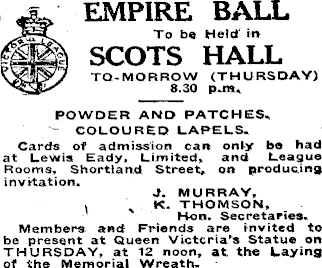 VICTORIA LEAGUE
EMPIRE BALL
To be Held in
SCOTS HALL
TO-MORROW (THURSDAY)
8.30 p.m.
POWDER AND PATCHES.
COLOURED LAPELS.
Cards of admission can only be had
at Lewis Eady, Limited, and League
Rooms, Shortland Street, on producing
invitation.
J. MURRAY,
K. THOMSON,
Hon. Secretaries.
Members and Friends are invited to
be present at Queen Victoria's Statue on
THURSDAY, at 12 noon, at the Laying
of the Memorial Wreath.